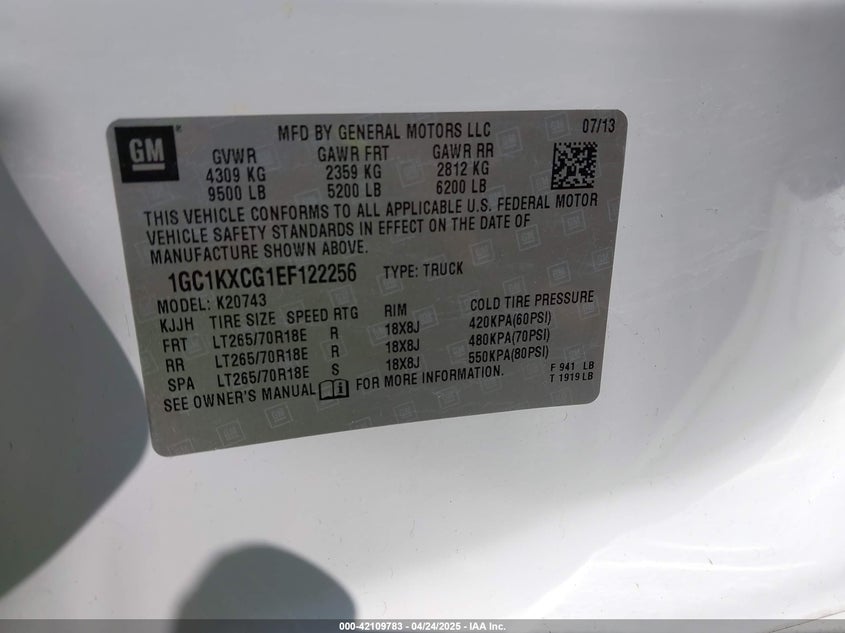 GM
MFD BY GENERAL MOTORS LLC 07/13
GVWR GAWR FRT GAWR RR
4309 KG 2359 KG 2812 KG
9500 LB 5200 LB 6200 LB
THIS VEHICLE CONFORMS TO ALL APPLICABLE U.S. FEDERAL MOTOR
VEHICLE SAFETY STANDARDS IN EFFECT ON THE DATE OF
MANUFACTURE SHOWN ABOVE.
1GC1KXCG1EF122256 TYPE: TRUCK
MODEL: K20743
KJJH TIRE SIZE SPEED RTG RIM COLD TIRE PRESSURE
FRT LT265/70R18E R 18X8J 420KPA(60PSI)
RR LT265/70R18E R 18X8J 480KPA(70PSI)
SPA LT265/70R18E S 18X8J 550KPA(80PSI)
SEE OWNER'S MANUAL FOR MORE INFORMATION.
F 941 LB
T 1919 LB
000-42109783 - 04/24/2025 - IAA Inc.